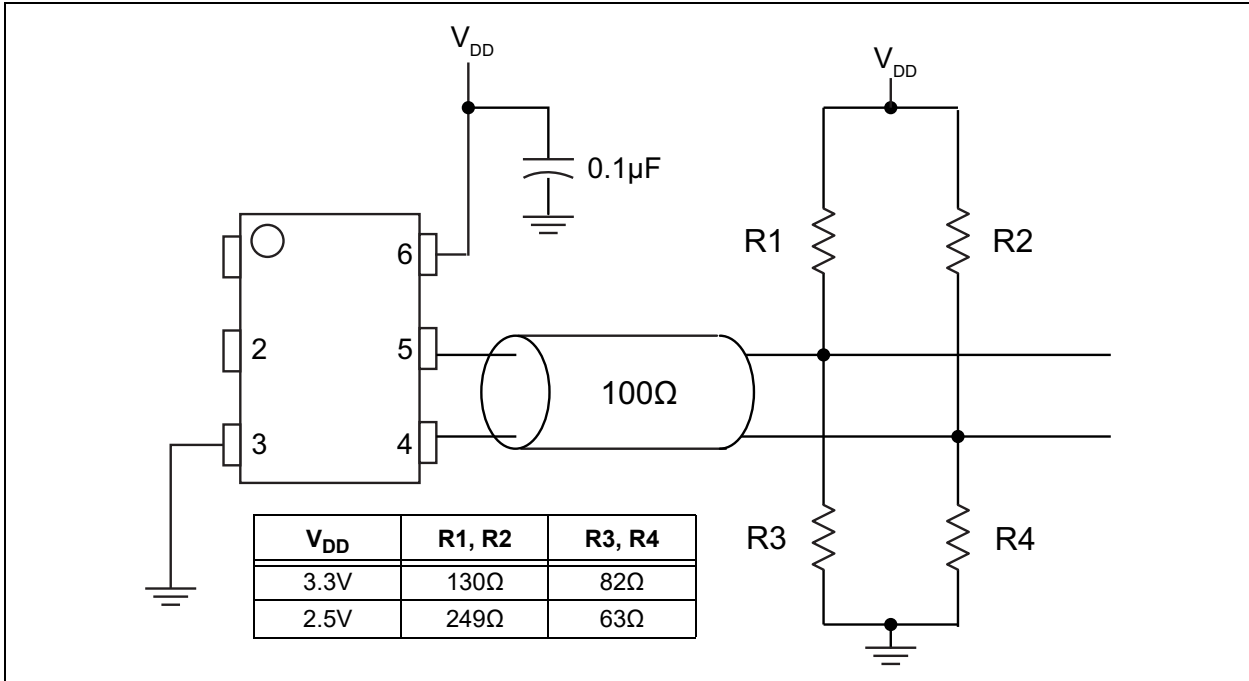 VDD
VDD
0.1µF
R1
R2
6
2
5
100Ω
3
4
R3
R4
VDD R1, R2 R3, R4
3.3V 130Ω 82Ω
2.5V 249Ω 63Ω